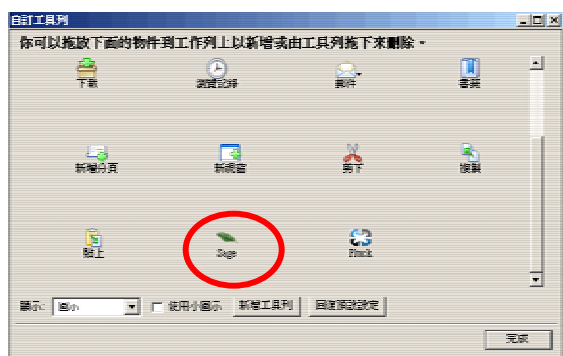 自訂工具列
你可以拖放下面的物件到工作列上以新增或由工具列拖下來刪除。
下載 瀏覽記錄 郵件 書籤
新增分頁 新視窗 剪下 複製
貼上 Sage Flock
顯示: 圖示 使用小圖示 新增工具列 回復預設設定
完成